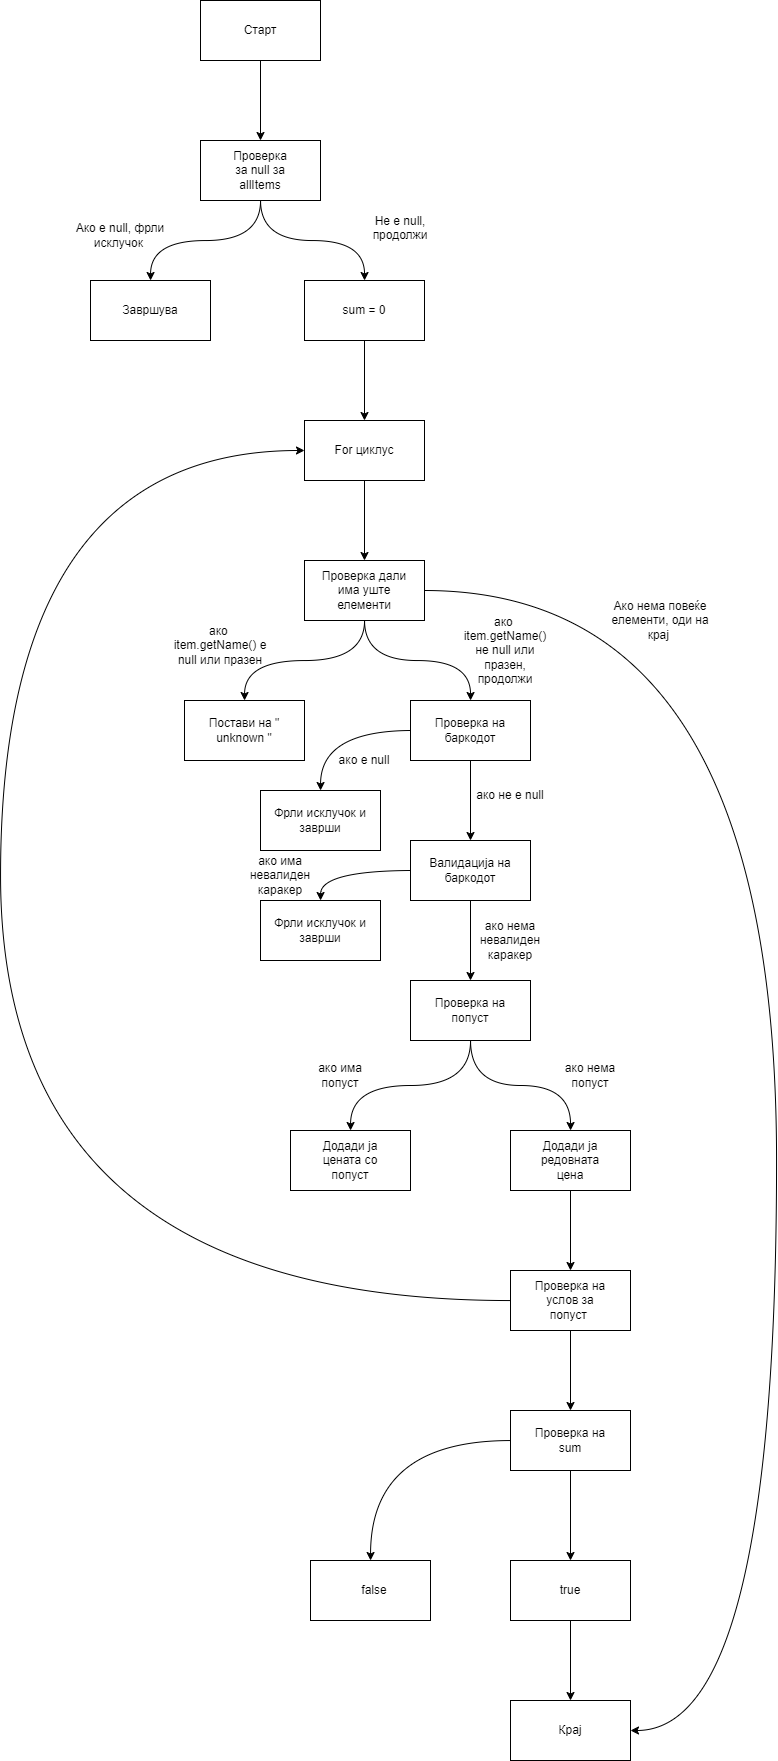 Старт
Проверка
за null за
allItems
Ако е null, фрли
исклучок
Не е null,
продолжи
Завршува
sum = 0
For циклус
Проверка дали
има уште
елементи
Ако нема повеќе
елементи, оди на
крај
ако
item.getName() е
null или празен
ако
item.getName()
не null или
празен,
продолжи
Постави на "
unknown "
Проверка на
баркодот
ако е null
ако не е null
Фрли исклучок и
заврши
Валидација на
баркодот
ако има
невалиден
каракер
Фрли исклучок и
заврши
ако нема
невалиден
каракер
Проверка на
попуст
ако има
попуст
ако нема
попуст
Додади ја
цената со
попуст
Додади ја
редовната
цена
Проверка на
услов за
попуст
Проверка на
sum
false
true
Крај